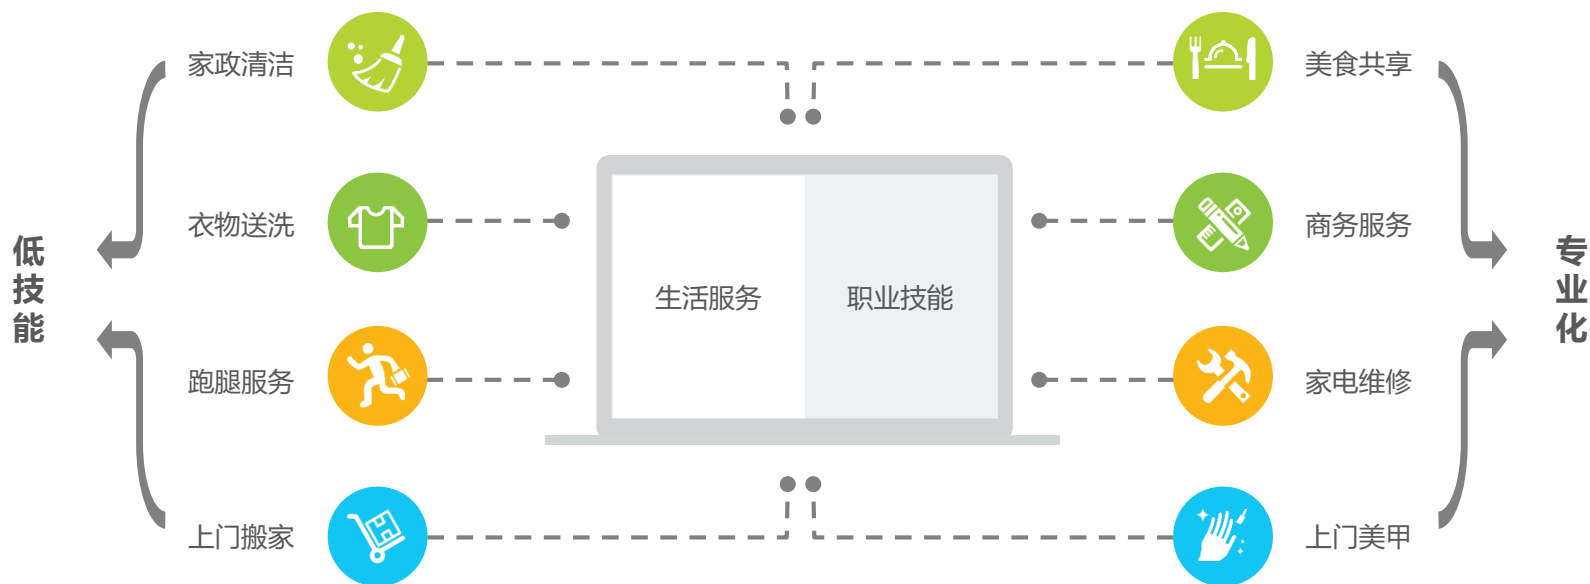 家政清洁
美食共享
衣物送洗
商务服务
低技能
生活服务
职业技能
专业化
跑腿服务
家电维修
上门搬家
上门美甲